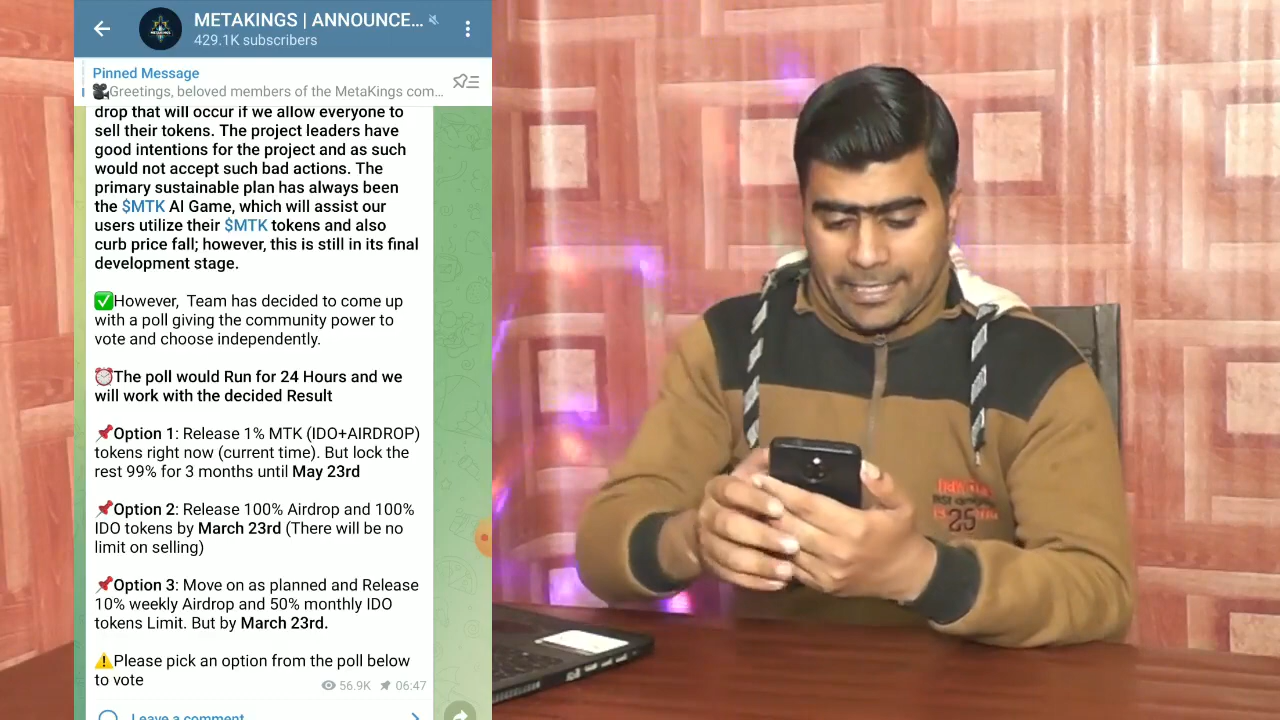 METAKINGS | ANNOUNCE...
429.1K subscribers
Pinned Message
🎥Greetings, beloved members of the MetaKings com...
drop that will occur if we allow everyone to
sell their tokens. The project leaders have
good intentions for the project and as such
would not accept such bad actions. The
primary sustainable plan has always been
the $MTK AI Game, which will assist our
users utilize their $MTK tokens and also
curb price fall; however, this is still in its final
development stage.
✅However,  Team has decided to come up
with a poll giving the community power to
vote and choose independently.
⏰The poll would Run for 24 Hours and we
will work with the decided Result
📌Option 1: Release 1% MTK (IDO+AIRDROP)
tokens right now (current time). But lock the
rest 99% for 3 months until May 23rd
📌Option 2: Release 100% Airdrop and 100%
IDO tokens by March 23rd (There will be no
limit on selling)
📌Option 3: Move on as planned and Release
10% weekly Airdrop and 50% monthly IDO
tokens Limit. But by March 23rd.
⚠️Please pick an option from the poll below
to vote
56.9K 06:47
Leave a comment
25